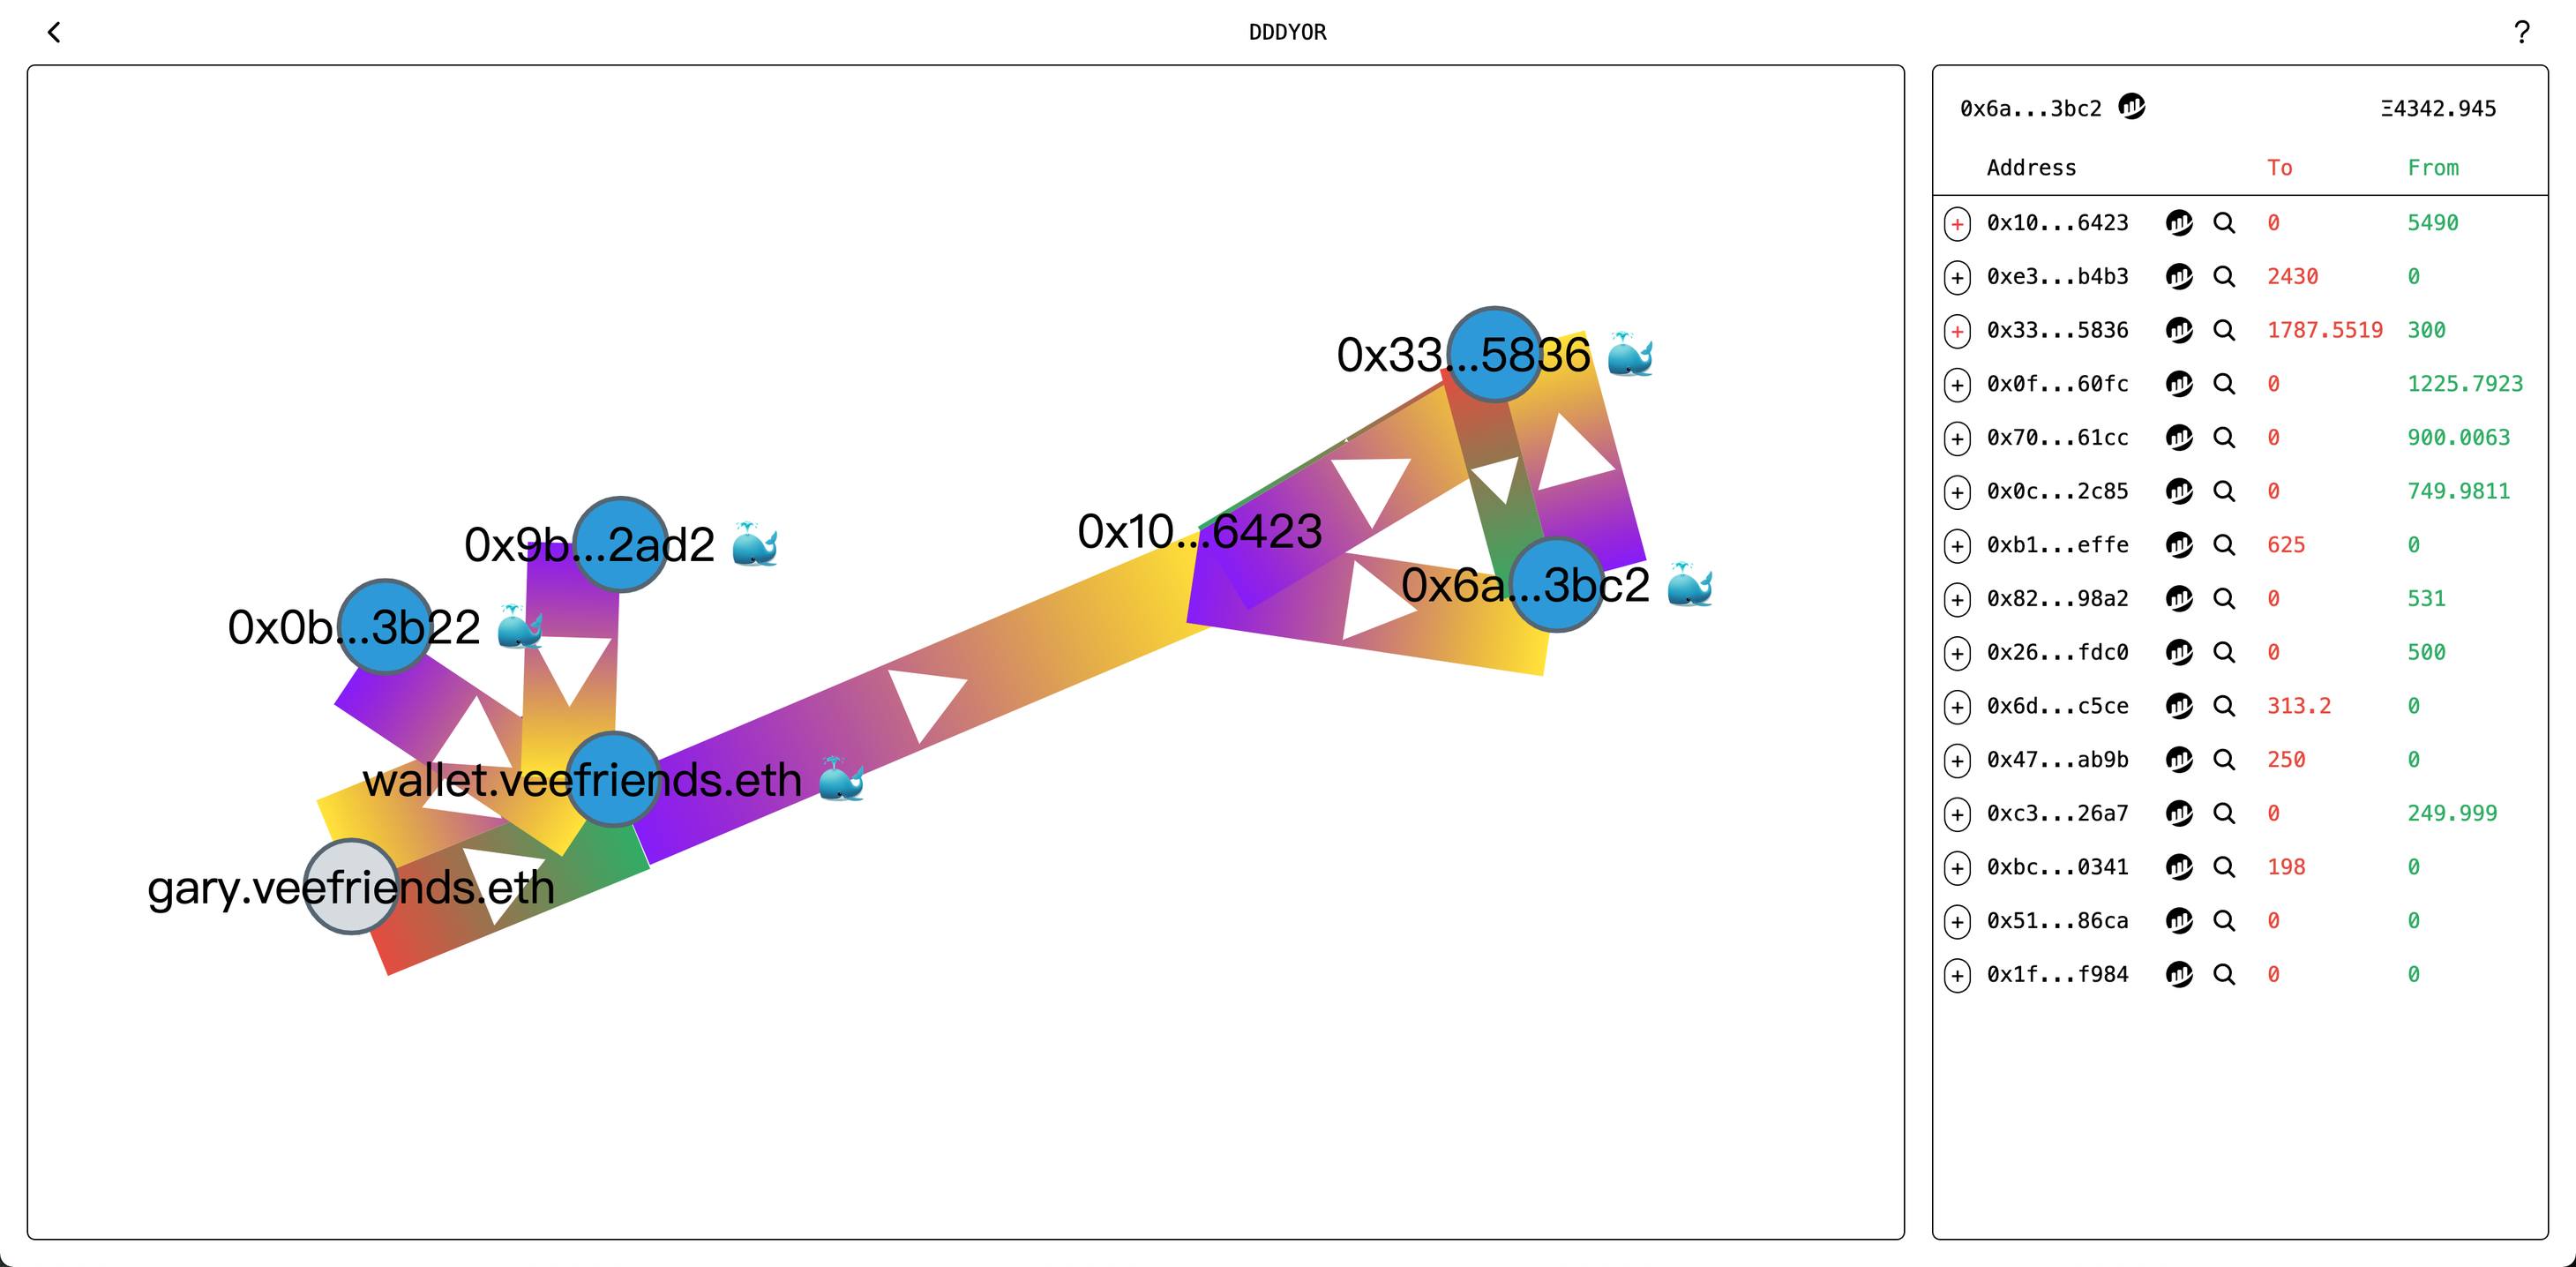 DDDYOR
?
0x33...5836
0x9b...2ad2
0x10...6423
0x6a...3bc2
0x0b...3b22
wallet.veefriends.eth
gary.veefriends.eth
0x6a...3bc2 Ξ4342.945
Address To From
+ 0x10...6423 0 5490
+ 0xe3...b4b3 2430 0
+ 0x33...5836 1787.5519 300
+ 0x0f...60fc 0 1225.7923
+ 0x70...61cc 0 900.0063
+ 0x0c...2c85 0 749.9811
+ 0xb1...effe 625 0
+ 0x82...98a2 0 531
+ 0x26...fdc0 0 500
+ 0x6d...c5ce 313.2 0
+ 0x47...ab9b 250 0
+ 0xc3...26a7 0 249.999
+ 0xbc...0341 198 0
+ 0x51...86ca 0 0
+ 0x1f...f984 0 0